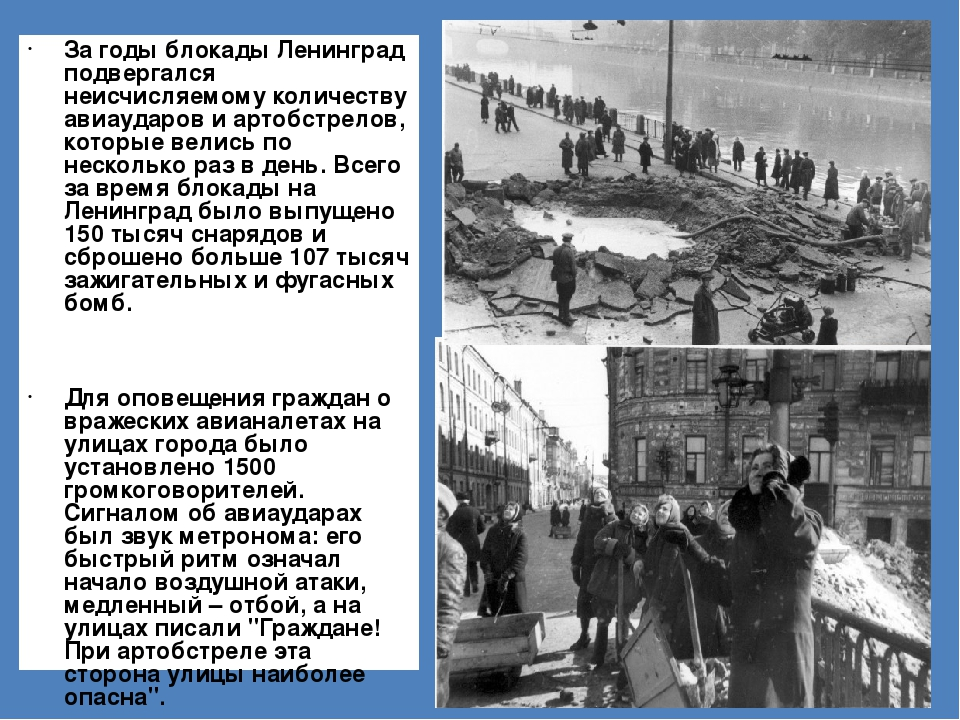 · За годы блокады Ленинград
подвергался
неисчисляемому количеству
авиаударов и артобстрелов,
которые велись по
несколько раз в день. Всего
за время блокады на
Ленинград было выпущено
150 тысяч снарядов и
сброшено больше 107 тысяч
зажигательных и фугасных
бомб.
· Для оповещения граждан о
вражеских авианалетах на
улицах города было
установлено 1500
громкоговорителей.
Сигналом об авиаударах
был звук метронома: его
быстрый ритм означал
начало воздушной атаки,
медленный – отбой, а на
улицах писали "Граждане!
При артобстреле эта
сторона улицы наиболее
опасна".